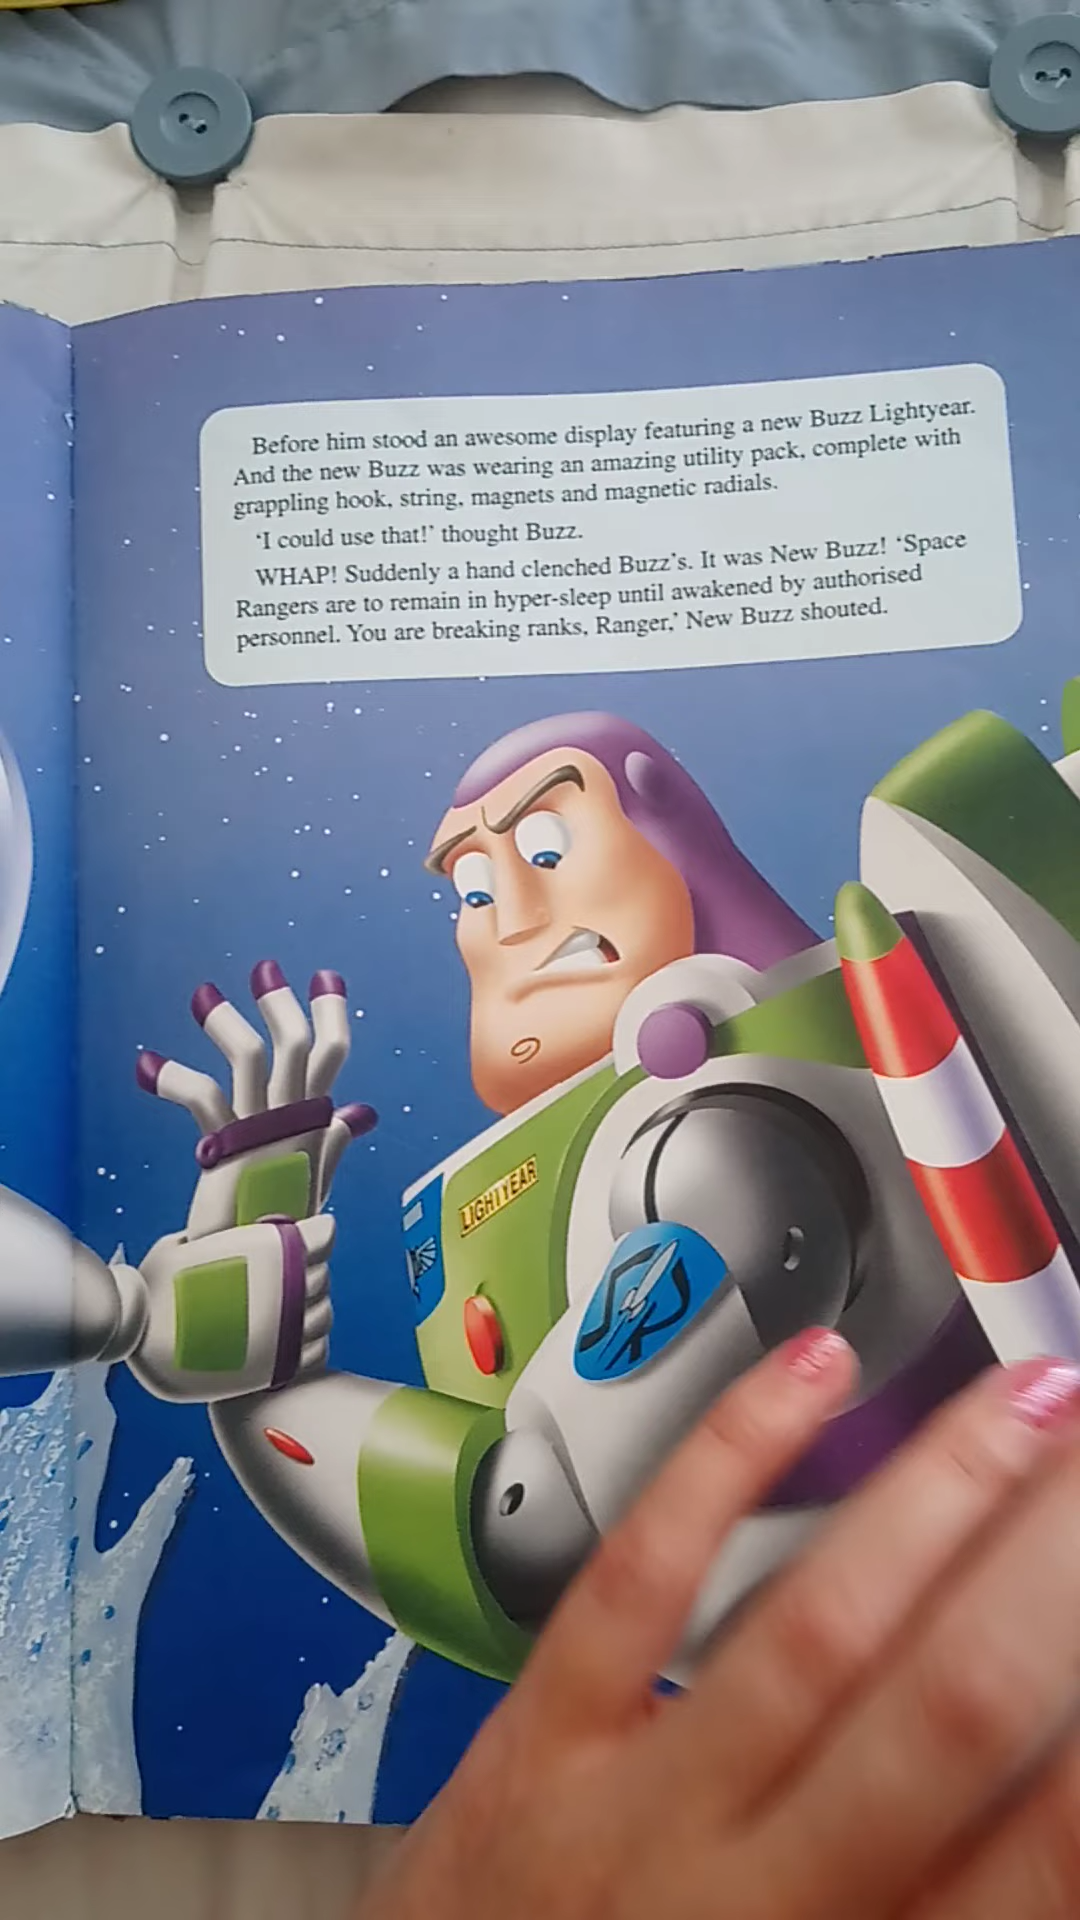 Before him stood an awesome display featuring a new Buzz Lightyear.
And the new Buzz was wearing an amazing utility pack, complete with
grappling hook, string, magnets and magnetic radials.
‘I could use that!’ thought Buzz.
WHAP! Suddenly a hand clenched Buzz’s. It was New Buzz! ‘Space
Rangers are to remain in hyper-sleep until awakened by authorised
personnel. You are breaking ranks, Ranger,’ New Buzz shouted.
LIGHTYEAR
SR